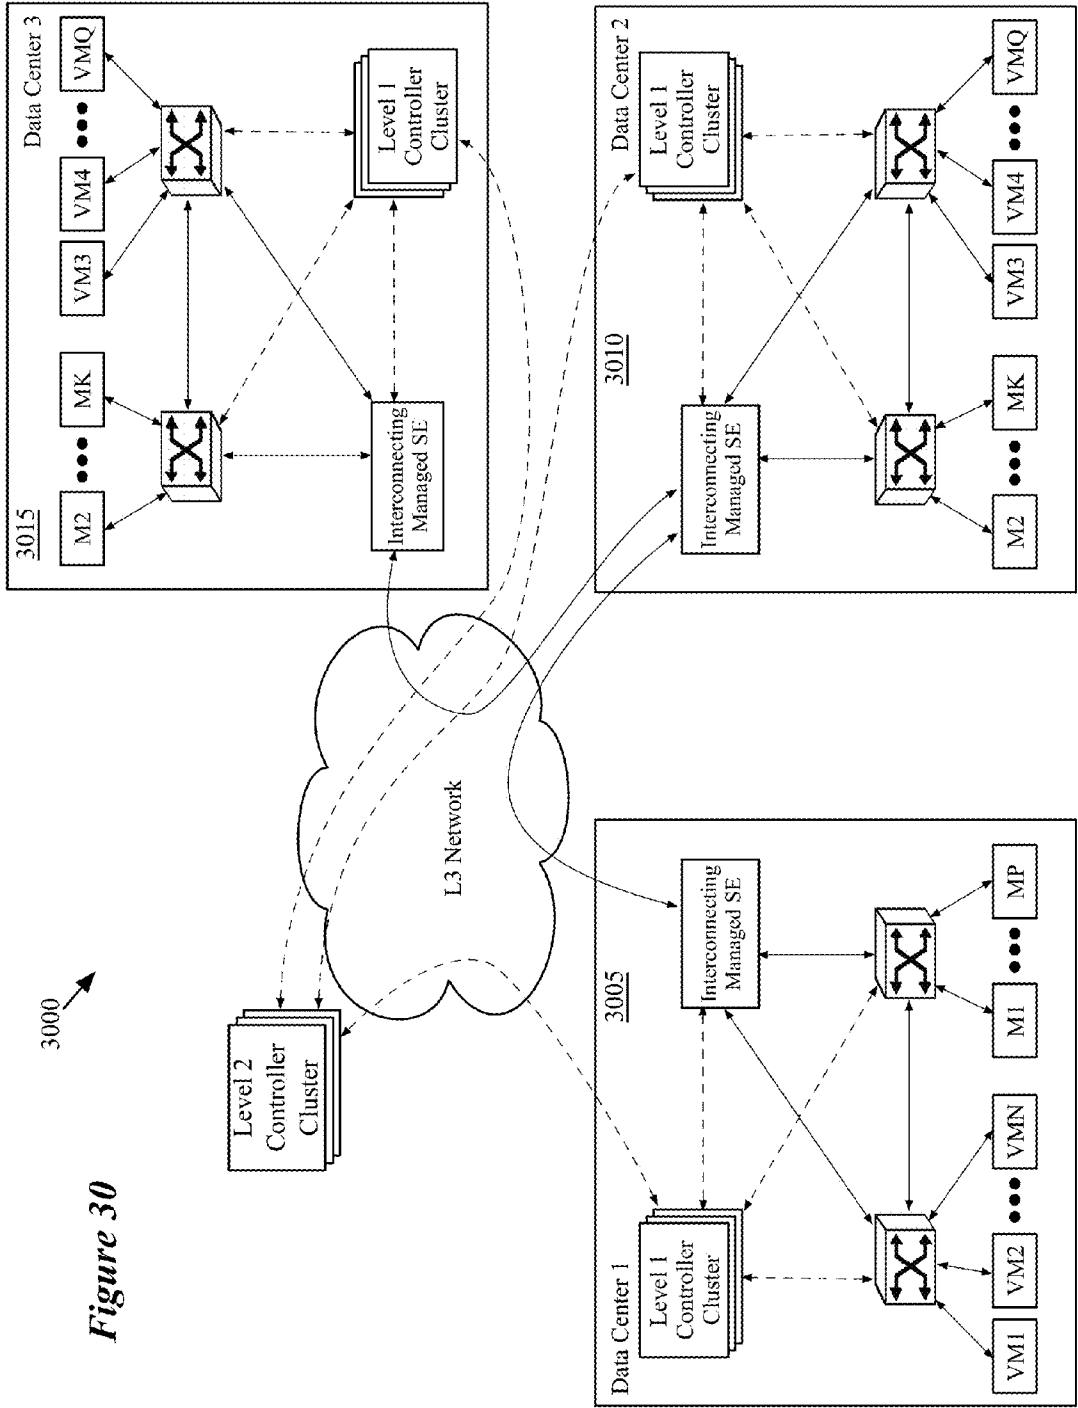 Figure 30
3000
Level 2
Controller
Cluster
3015
Data Center 3
M2
MK
VM3
VM4
VMQ
Interconnecting
Managed SE
Level 1
Controller
Cluster
L3 Network
Data Center 1
3005
Level 1
Controller
Cluster
Interconnecting
Managed SE
VM1
VM2
VMN
M1
MP
3010
Data Center 2
Interconnecting
Managed SE
Level 1
Controller
Cluster
M2
MK
VM3
VM4
VMQ